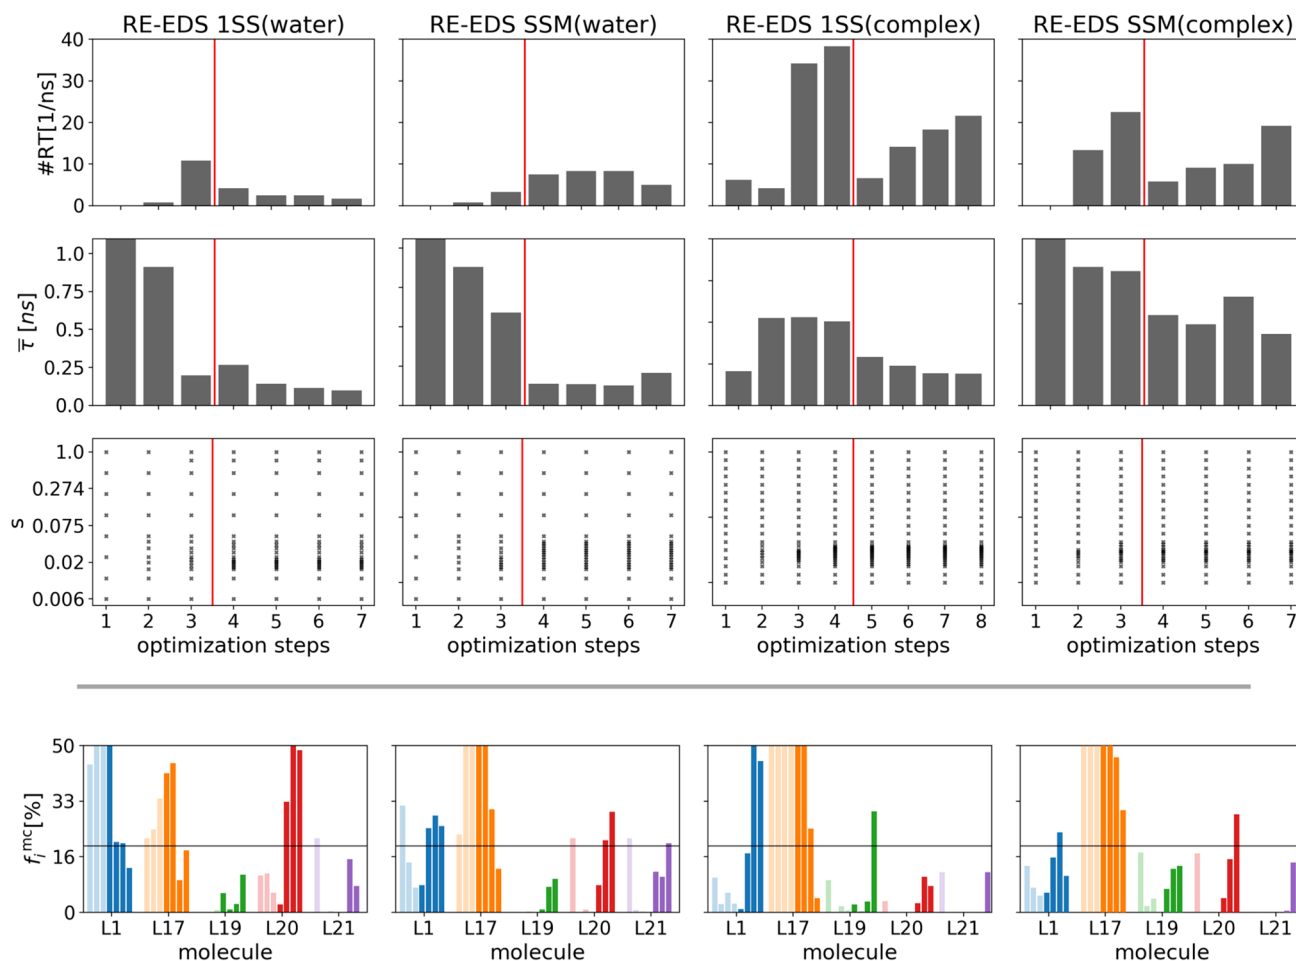 RE-EDS 1SS(water) RE-EDS SSM(water) RE-EDS 1SS(complex) RE-EDS SSM(complex)
#RT[1/ns]
40
30
20
10
0
τ̅ [ns]
1.0
0.75
0.5
0.25
0.0
s
1.0
0.274
0.075
0.02
0.006
1 2 3 4 5 6 7 1 2 3 4 5 6 7 1 2 3 4 5 6 7 8 1 2 3 4 5 6 7
optimization steps optimization steps optimization steps optimization steps
f_i^mc[%]
50
33
16
0
L1 L17 L19 L20 L21 L1 L17 L19 L20 L21 L1 L17 L19 L20 L21 L1 L17 L19 L20 L21
molecule molecule molecule molecule